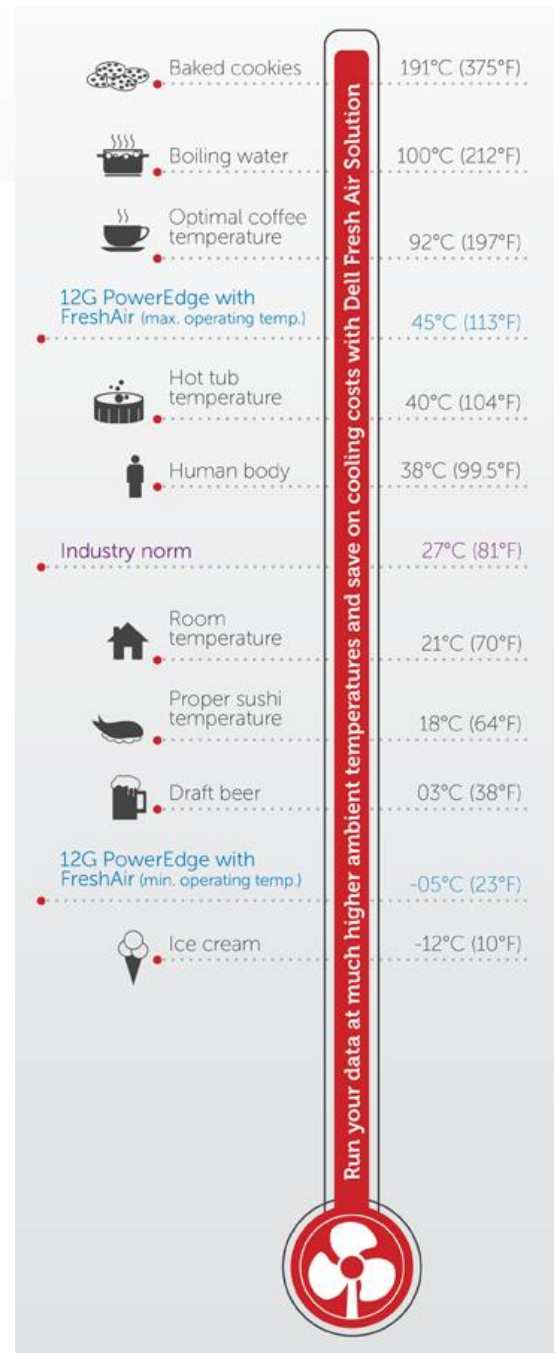 Baked cookies 191°C (375°F)
Boiling water 100°C (212°F)
Optimal coffee
temperature 92°C (197°F)
12G PowerEdge with
FreshAir (max. operating temp.) 45°C (113°F)
Hot tub
temperature 40°C (104°F)
Human body 38°C (99.5°F)
Industry norm 27°C (81°F)
Room
temperature 21°C (70°F)
Proper sushi
temperature 18°C (64°F)
Draft beer 03°C (38°F)
12G PowerEdge with
FreshAir (min. operating temp.) -05°C (23°F)
Ice cream -12°C (10°F)
Run your data at much higher ambient temperatures and save on cooling costs with Dell Fresh Air Solution